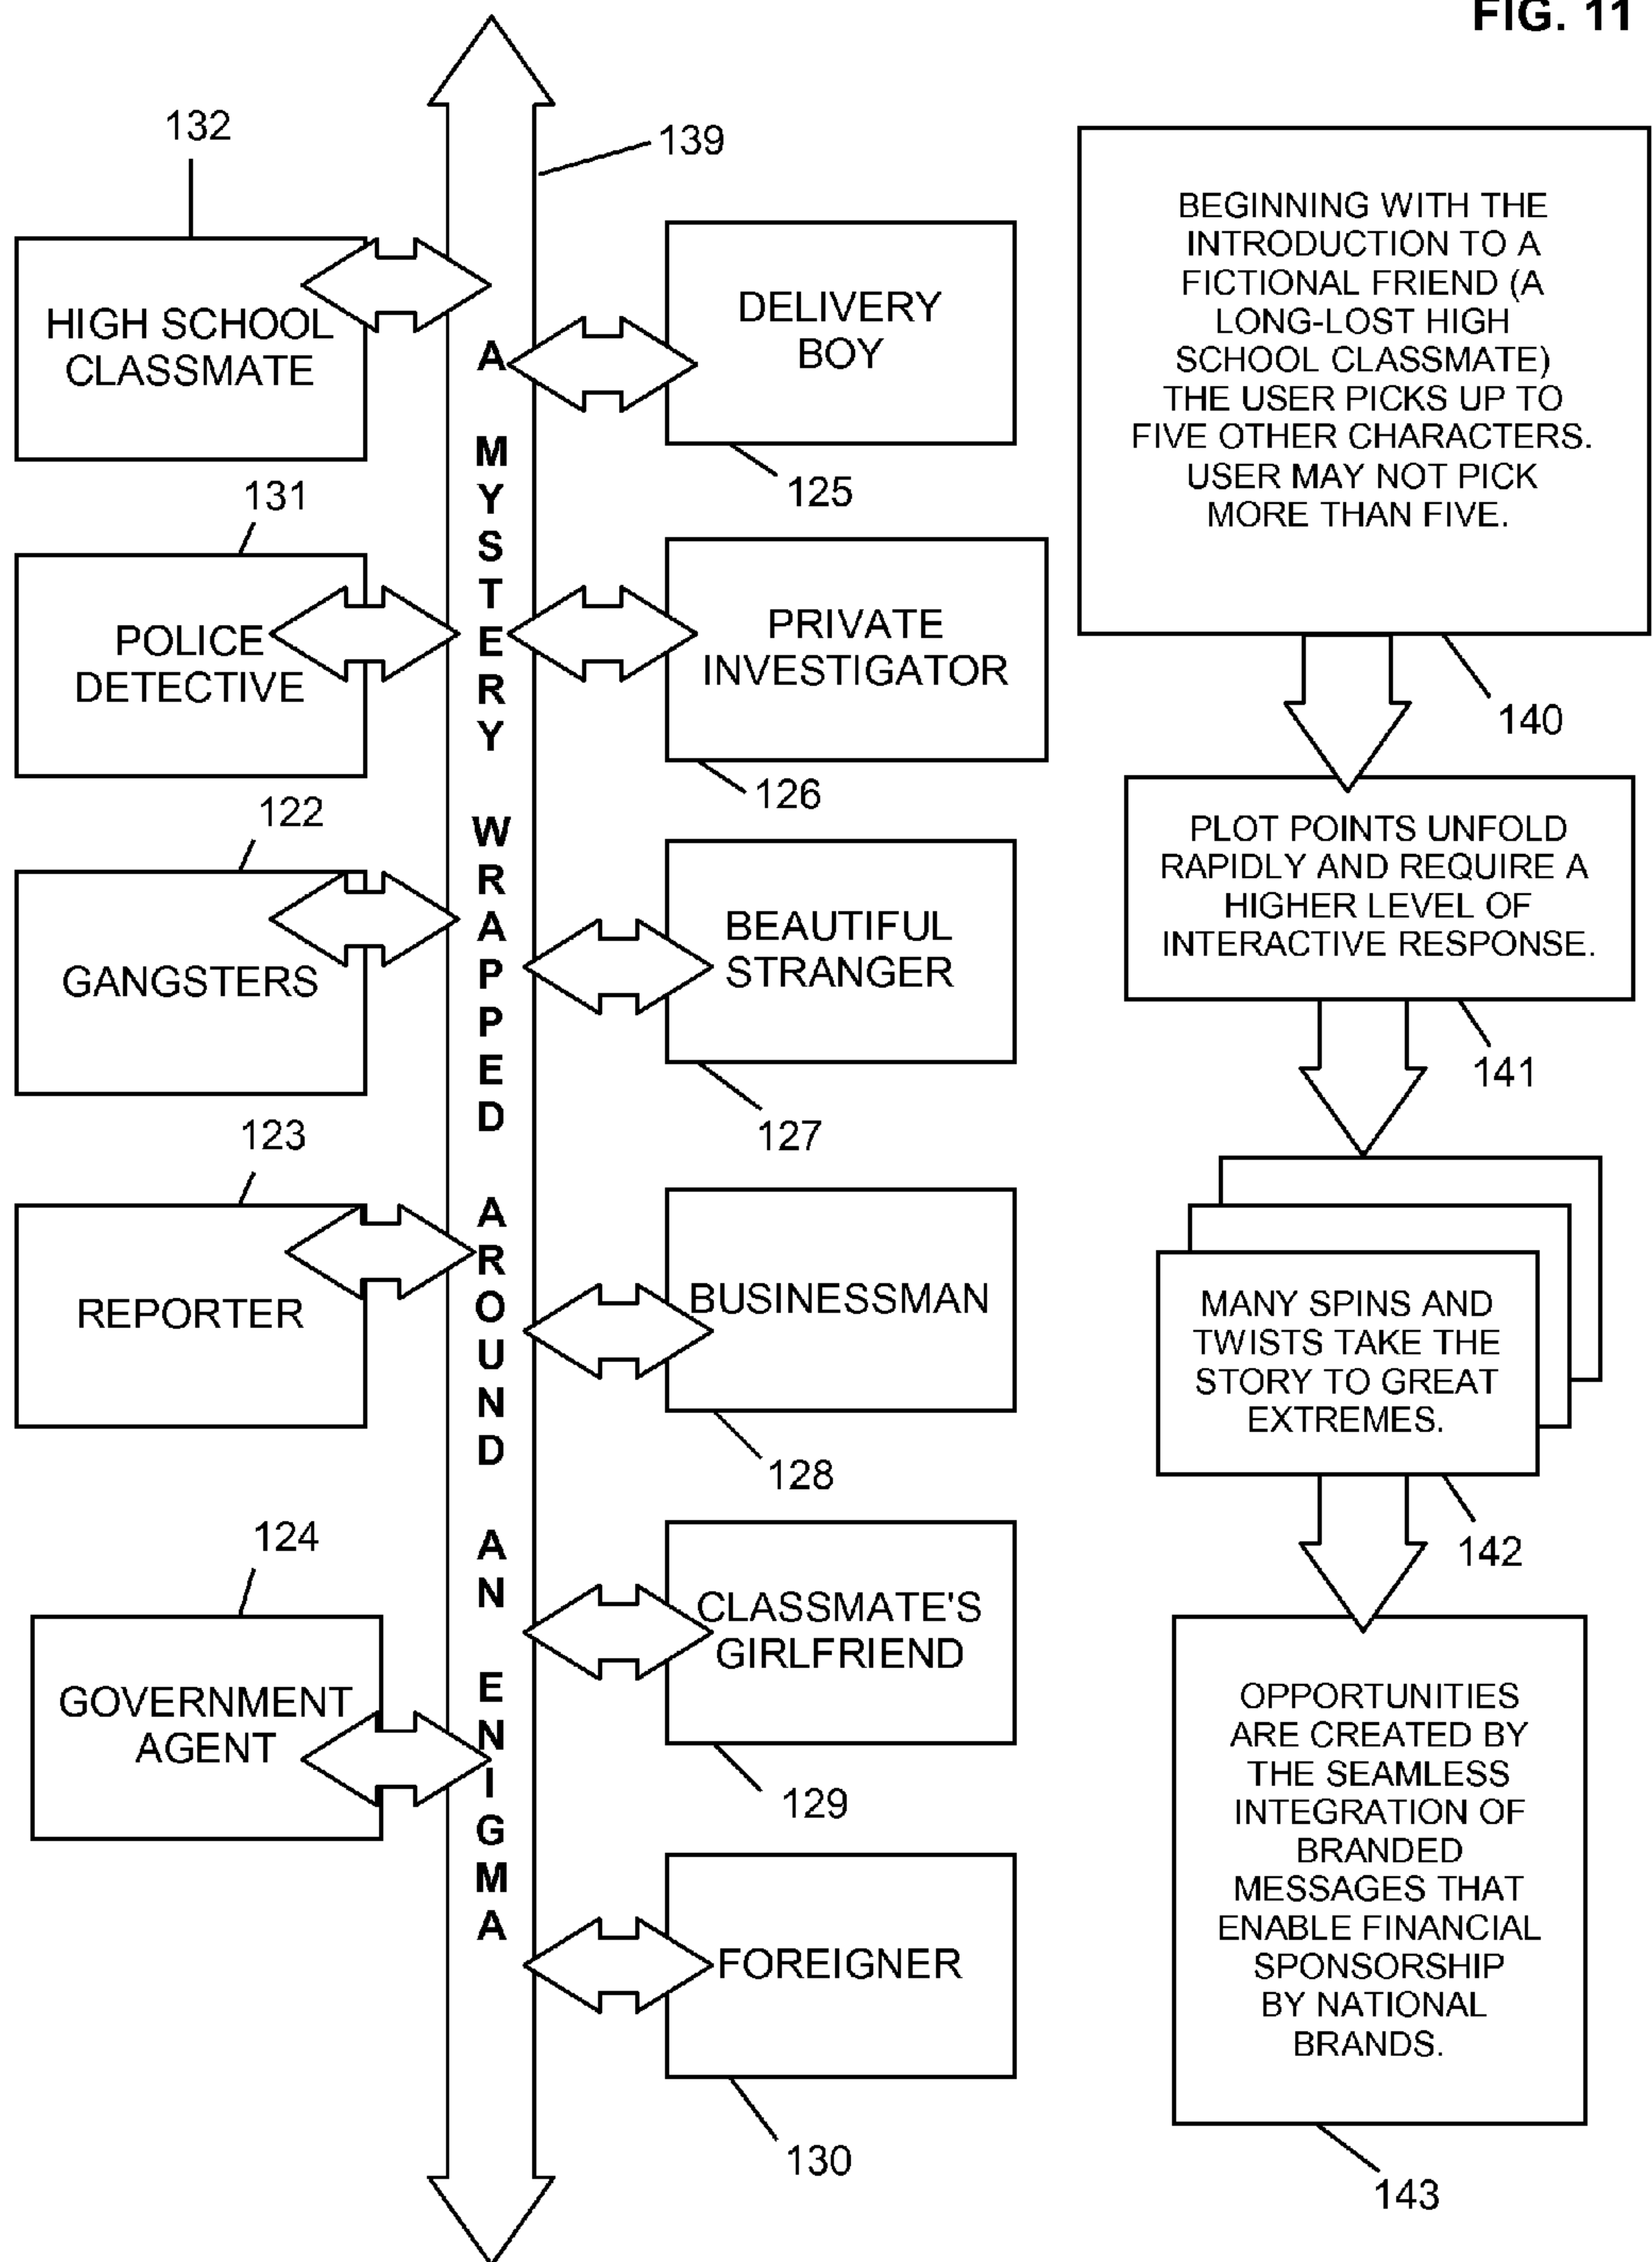 FIG. 11
132
HIGH SCHOOL
CLASSMATE
131
POLICE
DETECTIVE
122
GANGSTERS
123
REPORTER
124
GOVERNMENT
AGENT
139
A MYSTERY WRAPPED AROUND AN ENIGMA
DELIVERY
BOY
125
PRIVATE
INVESTIGATOR
126
BEAUTIFUL
STRANGER
127
BUSINESSMAN
128
CLASSMATE'S
GIRLFRIEND
129
FOREIGNER
130
BEGINNING WITH THE
INTRODUCTION TO A
FICTIONAL FRIEND (A
LONG-LOST HIGH
SCHOOL CLASSMATE)
THE USER PICKS UP TO
FIVE OTHER CHARACTERS.
USER MAY NOT PICK
MORE THAN FIVE.
140
PLOT POINTS UNFOLD
RAPIDLY AND REQUIRE A
HIGHER LEVEL OF
INTERACTIVE RESPONSE.
141
MANY SPINS AND
TWISTS TAKE THE
STORY TO GREAT
EXTREMES.
142
OPPORTUNITIES
ARE CREATED BY
THE SEAMLESS
INTEGRATION OF
BRANDED
MESSAGES THAT
ENABLE FINANCIAL
SPONSORSHIP
BY NATIONAL
BRANDS.
143